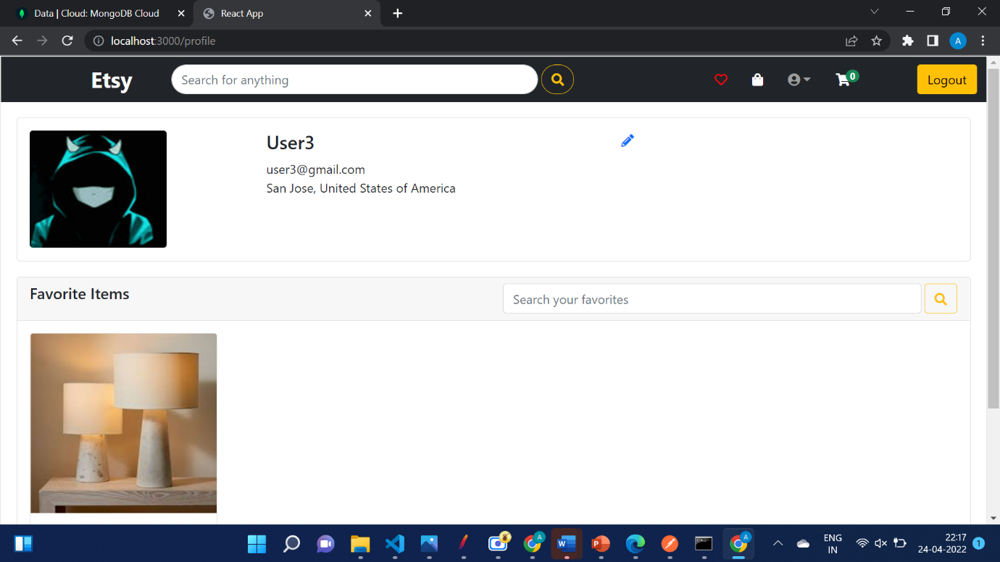 Data | Cloud: MongoDB Cloud
React App
localhost:3000/profile
A
Etsy
Search for anything
0
Logout
User3
user3@gmail.com
San Jose, United States of America
Favorite Items
Search your favorites
ENG
IN
22:17
24-04-2022
1